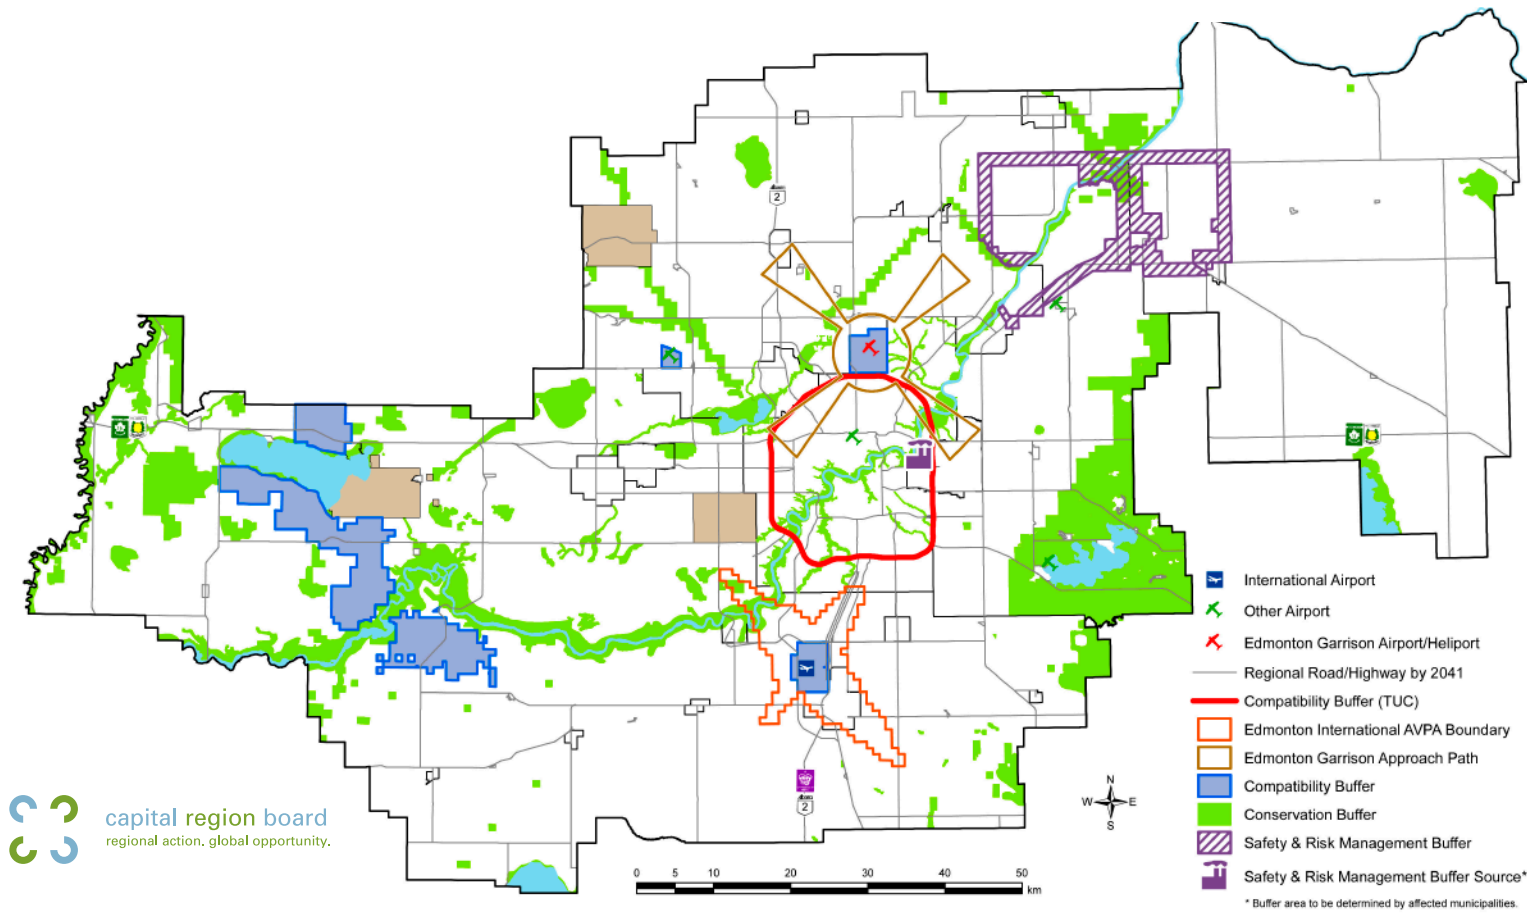 2
International Airport
Other Airport
Edmonton Garrison Airport/Heliport
Regional Road/Highway by 2041
Compatibility Buffer (TUC)
Edmonton International AVPA Boundary
Edmonton Garrison Approach Path
Compatibility Buffer
Conservation Buffer
Safety & Risk Management Buffer
Safety & Risk Management Buffer Source*
* Buffer area to be determined by affected municipalities.
N
W E
S
2
capital region board
regional action. global opportunity.
0 5 10 20 30 40 50
km